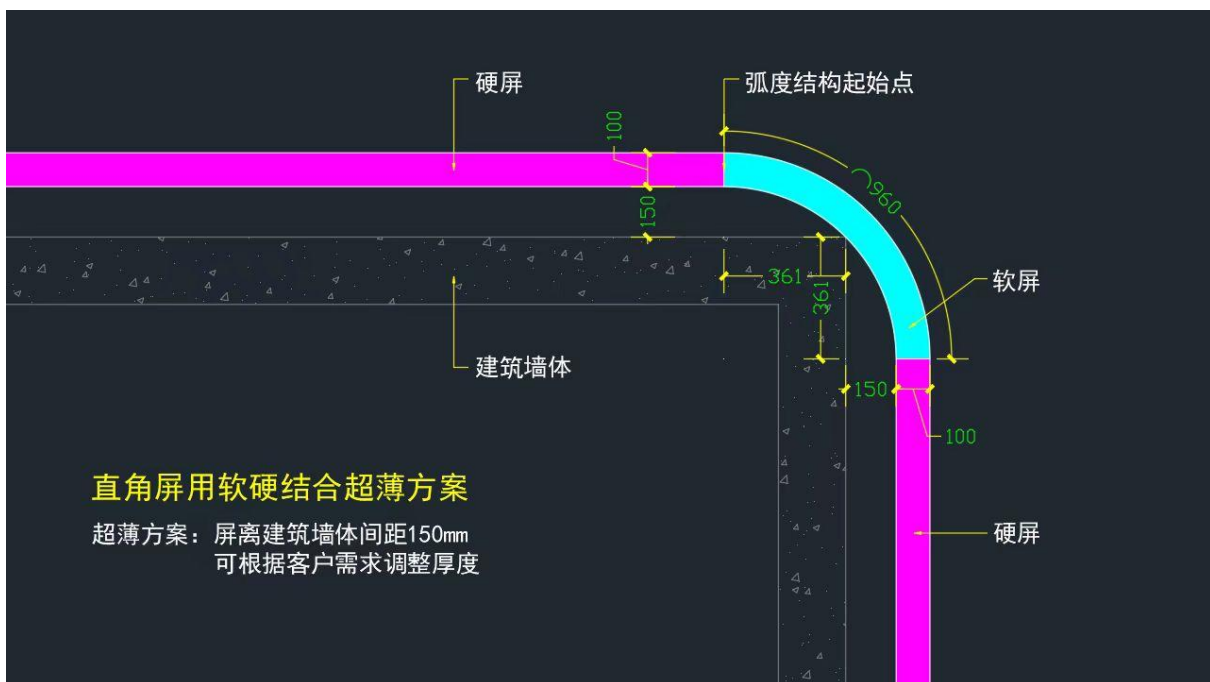 硬屏
弧度结构起始点
100
960
150
361
361
软屏
建筑墙体
150
100
直角屏用软硬结合超薄方案
超薄方案：屏离建筑墙体间距150mm
可根据客户需求调整厚度
硬屏